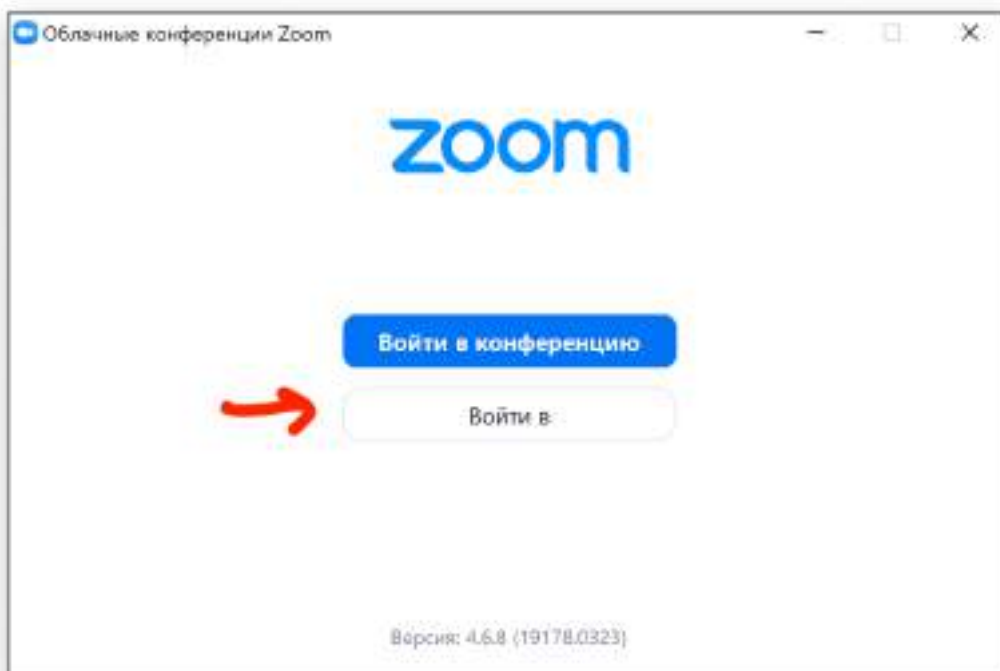 Облачные конференции Zoom
zoom
Войти в конференцию
Войти в
Версия: 4.6.8 (19178.0323)